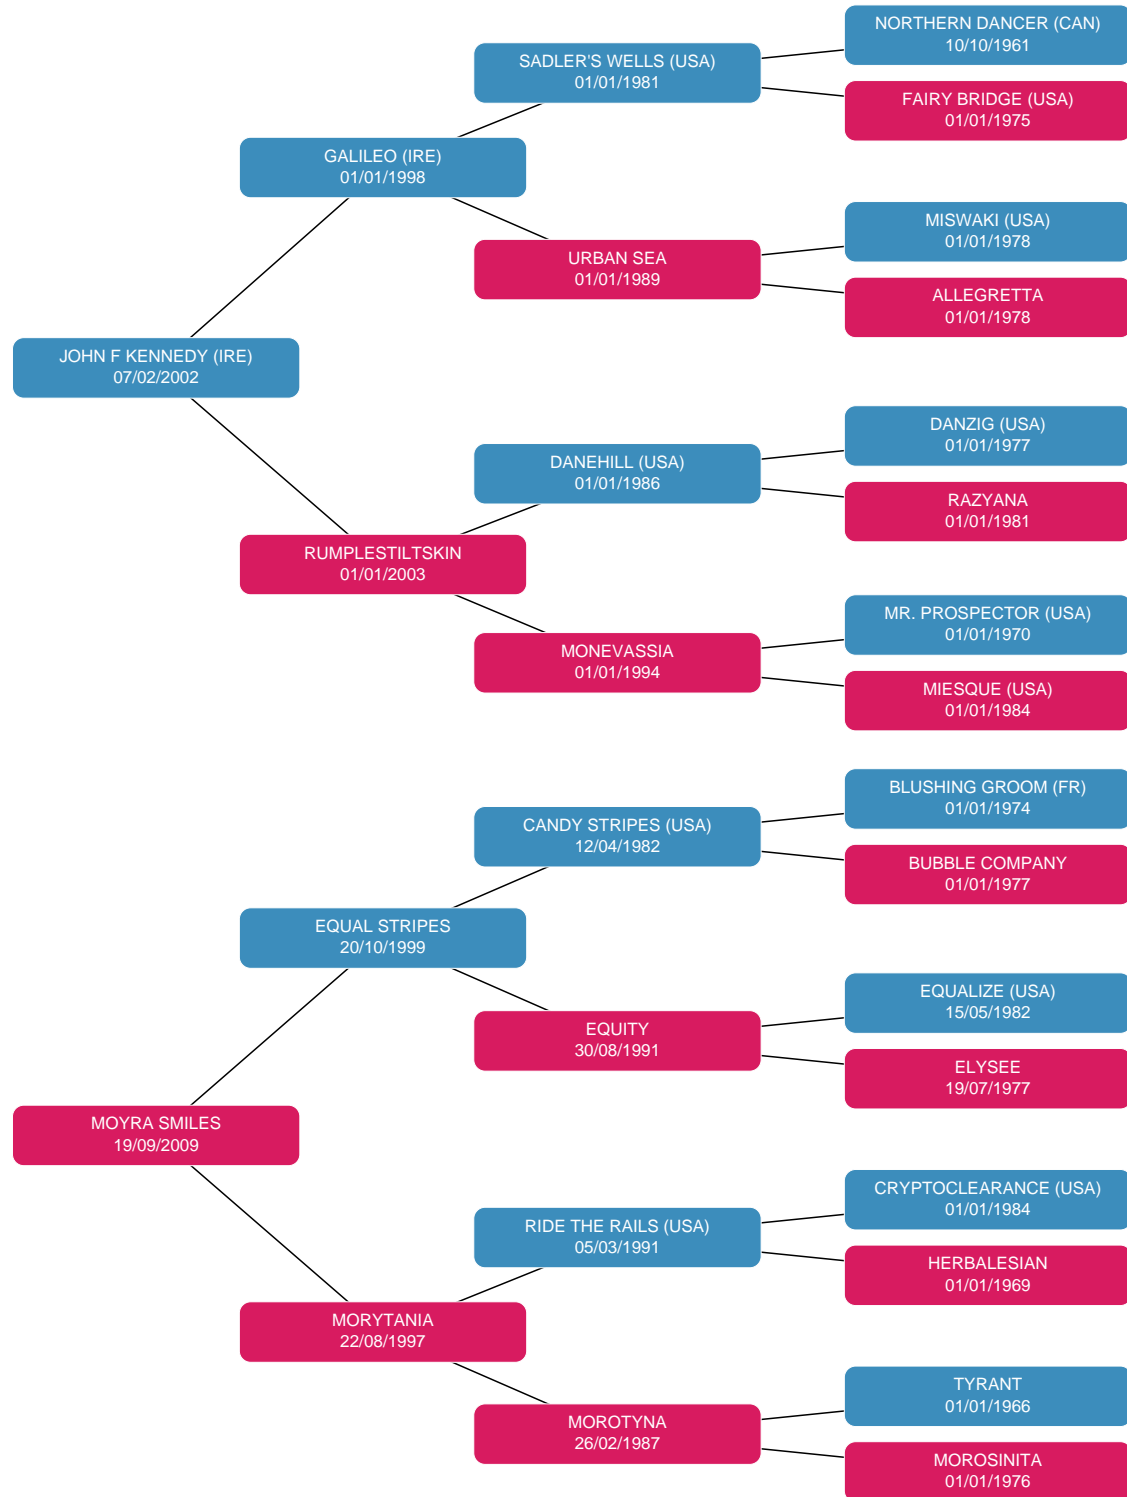 NORTHERN DANCER (CAN)
10/10/1961
SADLER'S WELLS (USA)
01/01/1981
FAIRY BRIDGE (USA)
01/01/1975
GALILEO (IRE)
01/01/1998
MISWAKI (USA)
01/01/1978
URBAN SEA
01/01/1989
ALLEGRETTA
01/01/1978
JOHN F KENNEDY (IRE)
07/02/2002
DANZIG (USA)
01/01/1977
DANEHILL (USA)
01/01/1986
RAZYANA
01/01/1981
RUMPLESTILTSKIN
01/01/2003
MR. PROSPECTOR (USA)
01/01/1970
MONEVASSIA
01/01/1994
MIESQUE (USA)
01/01/1984
BLUSHING GROOM (FR)
01/01/1974
CANDY STRIPES (USA)
12/04/1982
BUBBLE COMPANY
01/01/1977
EQUAL STRIPES
20/10/1999
EQUALIZE (USA)
15/05/1982
EQUITY
30/08/1991
ELYSEE
19/07/1977
MOYRA SMILES
19/09/2009
CRYPTOCLEARANCE (USA)
01/01/1984
RIDE THE RAILS (USA)
05/03/1991
HERBALESIAN
01/01/1969
MORYTANIA
22/08/1997
TYRANT
01/01/1966
MOROTYNA
26/02/1987
MOROSINITA
01/01/1976